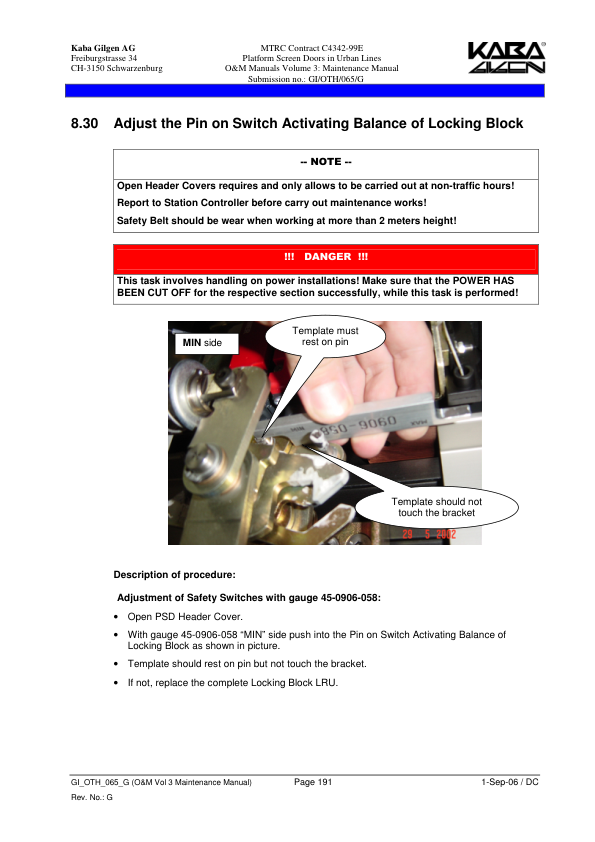 Kaba Gilgen AG
Freiburgstrasse 34
CH-3150 Schwarzenburg
MTRC Contract C4342-99E
Platform Screen Doors in Urban Lines
O&M Manuals Volume 3: Maintenance Manual
Submission no.: GI/OTH/065/G
KABA
GILGEN
8.30 Adjust the Pin on Switch Activating Balance of Locking Block
-- NOTE --
Open Header Covers requires and only allows to be carried out at non-traffic hours!
Report to Station Controller before carry out maintenance works!
Safety Belt should be wear when working at more than 2 meters height!
!!! DANGER !!!
This task involves handling on power installations! Make sure that the POWER HAS
BEEN CUT OFF for the respective section successfully, while this task is performed!
MIN side
Template must
rest on pin
Template should not
touch the bracket
Description of procedure:
Adjustment of Safety Switches with gauge 45-0906-058:
• Open PSD Header Cover.
• With gauge 45-0906-058 “MIN” side push into the Pin on Switch Activating Balance of
Locking Block as shown in picture.
• Template should rest on pin but not touch the bracket.
• If not, replace the complete Locking Block LRU.
GI_OTH_065_G (O&M Vol 3 Maintenance Manual)
Page 191
1-Sep-06 / DC
Rev. No.: G